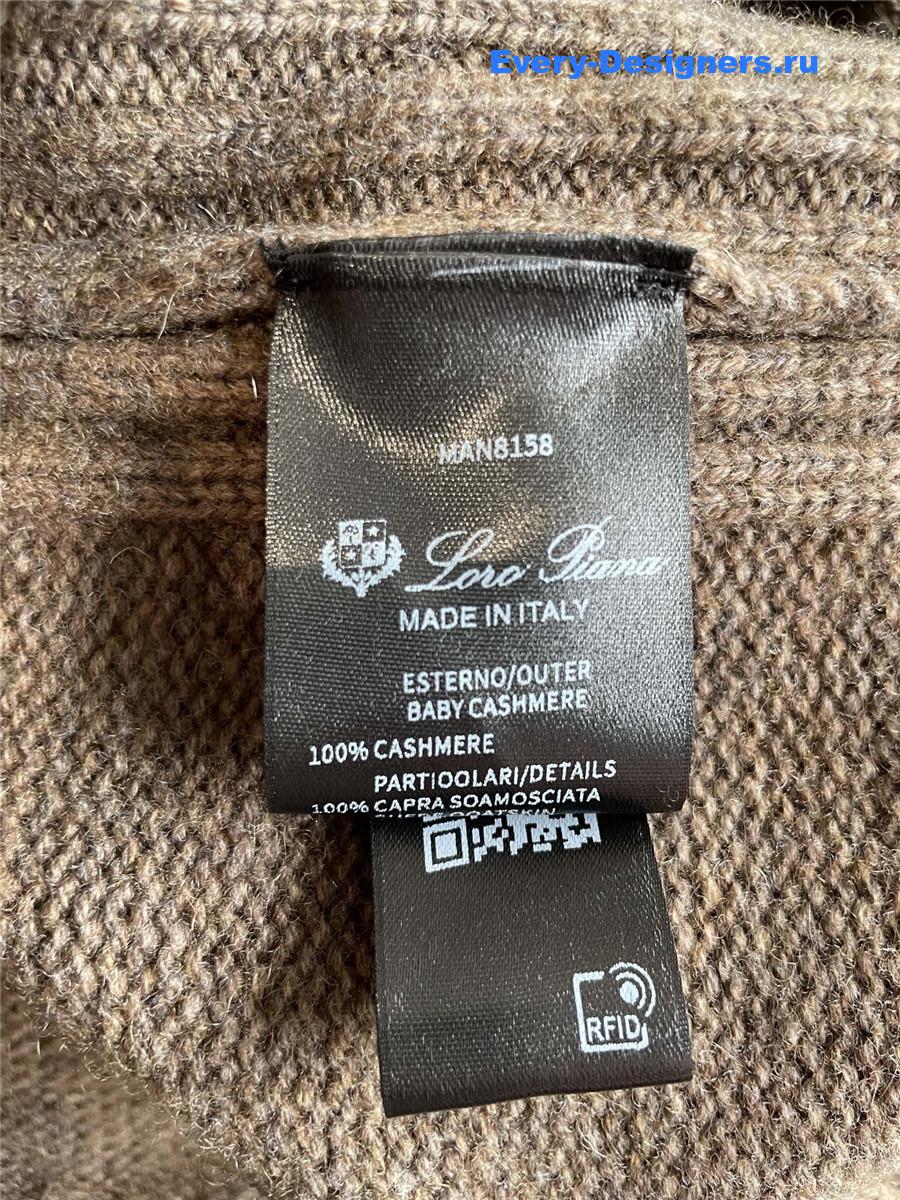 Every-Designers.ru
MAN8158
Loro Piana
MADE IN ITALY
ESTERNO/OUTER
BABY CASHMERE
100% CASHMERE
PARTIOOLARI/DETAILS
100% CAPRA SOAMOSCIATA
RFID